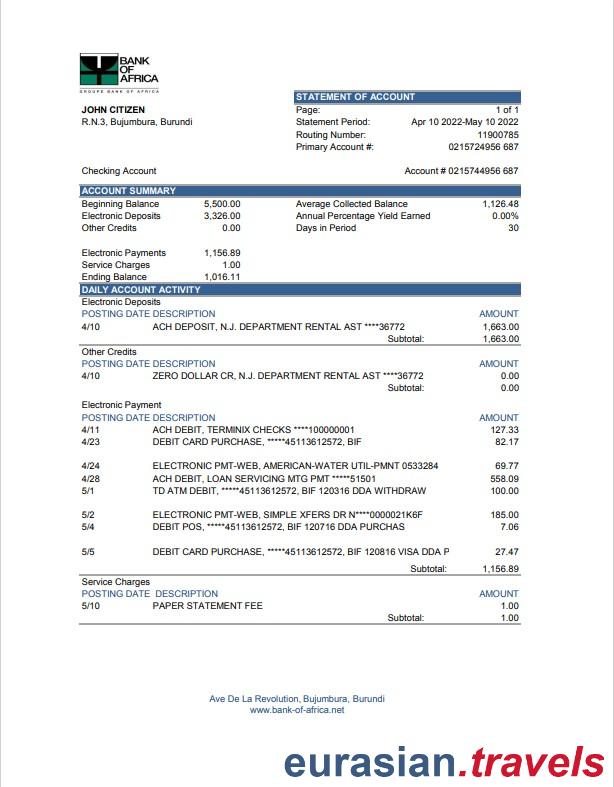 BANK
OF
AFRICA
GROUPE BANK OF AFRICA
STATEMENT OF ACCOUNT
JOHN CITIZEN
R.N.3, Bujumbura, Burundi
Page: 1 of 1
Statement Period: Apr 10 2022-May 10 2022
Routing Number: 11900785
Primary Account #: 0215724956 687
Checking Account Account # 0215744956 687
ACCOUNT SUMMARY
Beginning Balance 5,500.00 Average Collected Balance 1,126.48
Electronic Deposits 3,326.00 Annual Percentage Yield Earned 0.00%
Other Credits 0.00 Days in Period 30
Electronic Payments 1,156.89
Service Charges 1.00
Ending Balance 1,016.11
DAILY ACCOUNT ACTIVITY
Electronic Deposits
POSTING DATE DESCRIPTION AMOUNT
4/10 ACH DEPOSIT, N.J. DEPARTMENT RENTAL AST ****36772 1,663.00
Subtotal: 1,663.00
Other Credits
POSTING DATE DESCRIPTION AMOUNT
4/10 ZERO DOLLAR CR, N.J. DEPARTMENT RENTAL AST ****36772 0.00
Subtotal: 0.00
Electronic Payment
POSTING DATE DESCRIPTION AMOUNT
4/11 ACH DEBIT, TERMINIX CHECKS ****100000001 127.33
4/23 DEBIT CARD PURCHASE, *****45113612572, BIF 82.17
4/24 ELECTRONIC PMT-WEB, AMERICAN-WATER UTIL-PMNT 0533284 69.77
4/28 ACH DEBIT, LOAN SERVICING MTG PMT *****51501 558.09
5/1 TD ATM DEBIT, *****45113612572, BIF 120316 DDA WITHDRAW 100.00
5/2 ELECTRONIC PMT-WEB, SIMPLE XFERS DR N****0000021K6F 185.00
5/4 DEBIT POS, *****45113612572, BIF 120716 DDA PURCHAS 7.06
5/5 DEBIT CARD PURCHASE, *****45113612572, BIF 120816 VISA DDA P 27.47
Subtotal: 1,156.89
Service Charges
POSTING DATE DESCRIPTION AMOUNT
5/10 PAPER STATEMENT FEE 1.00
Subtotal: 1.00
Ave De La Revolution, Bujumbura, Burundi
www.bank-of-africa.net
eurasian.travels